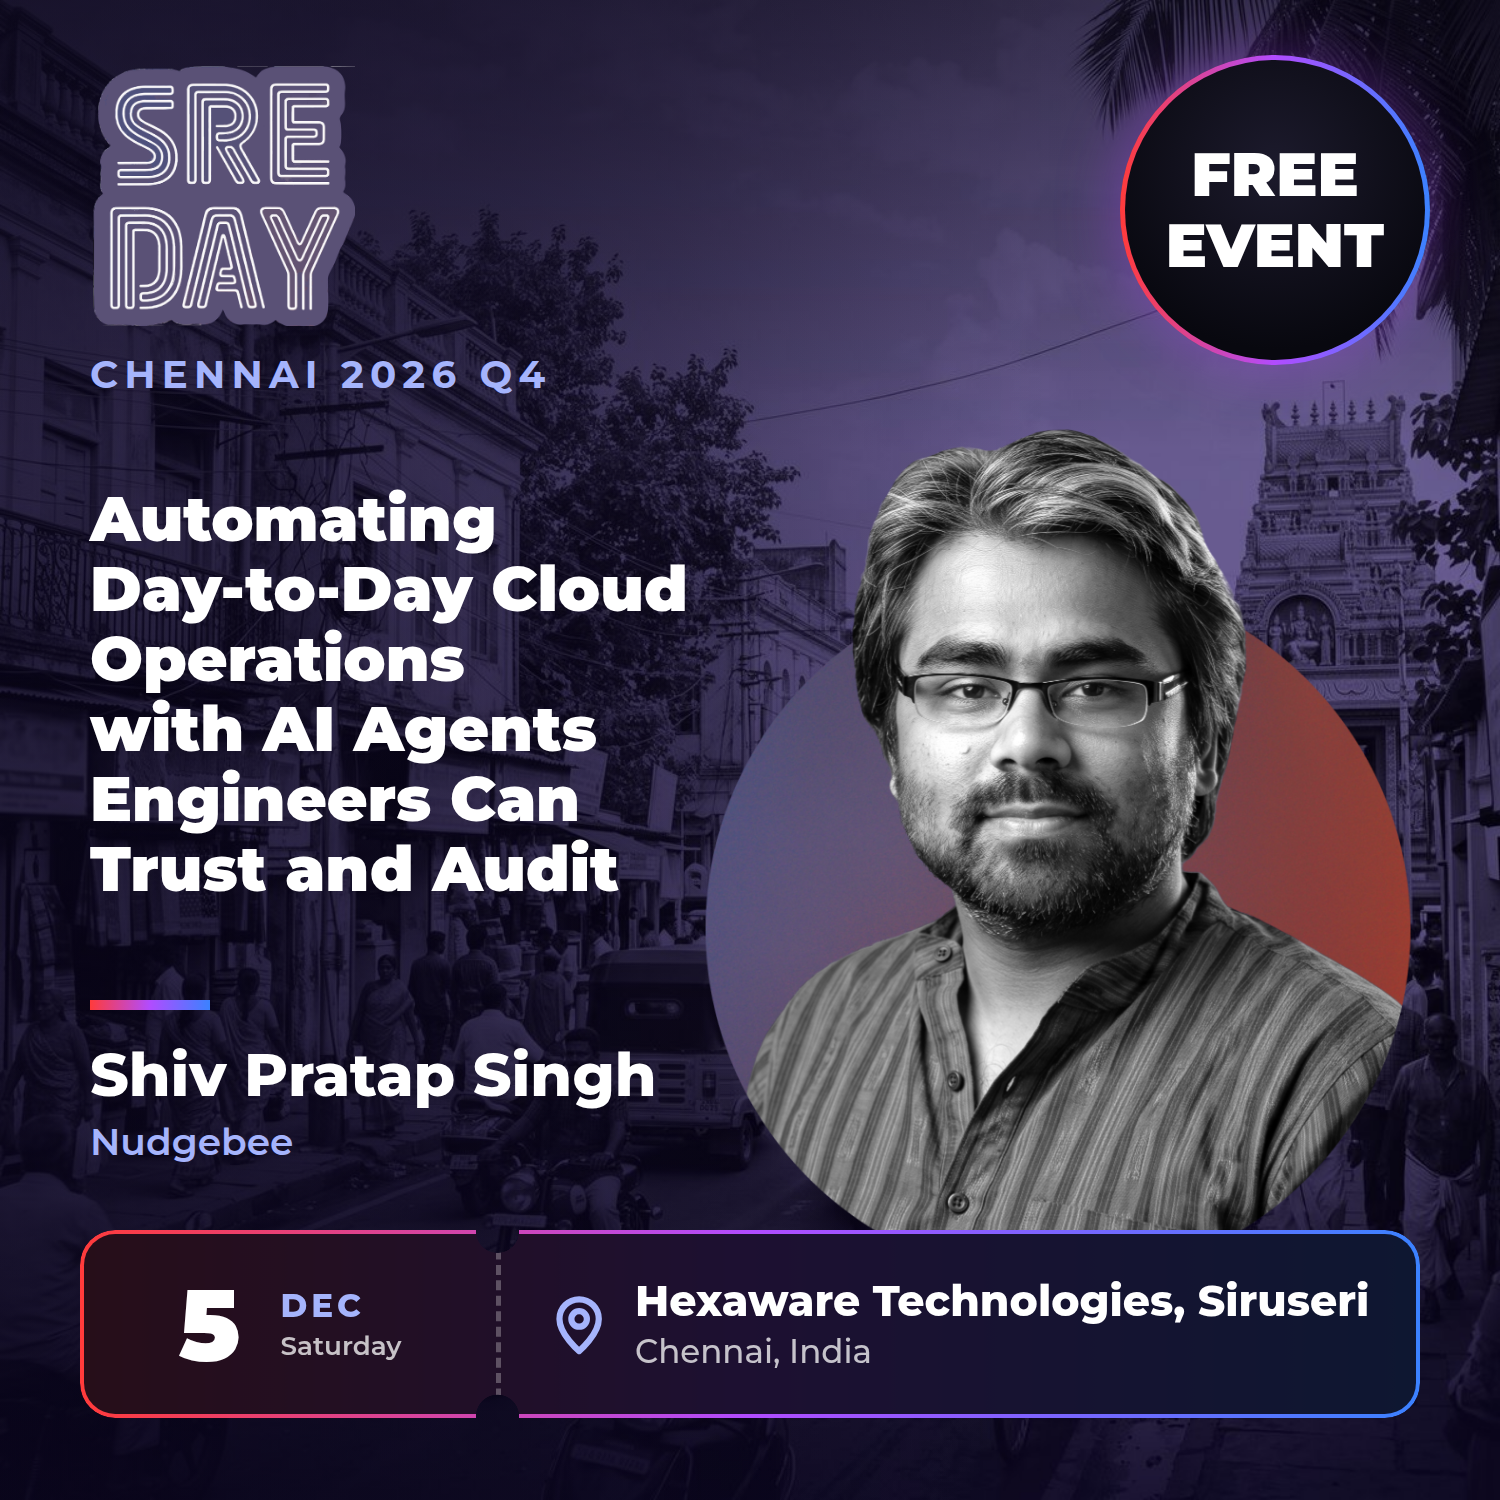 SRE
DAY
CHENNAI 2026 Q4
FREE
EVENT
Automating
Day-to-Day Cloud
Operations
with AI Agents
Engineers Can
Trust and Audit
Shiv Pratap Singh
Nudgebee
5
DEC
Saturday
Hexaware Technologies, Siruseri
Chennai, India